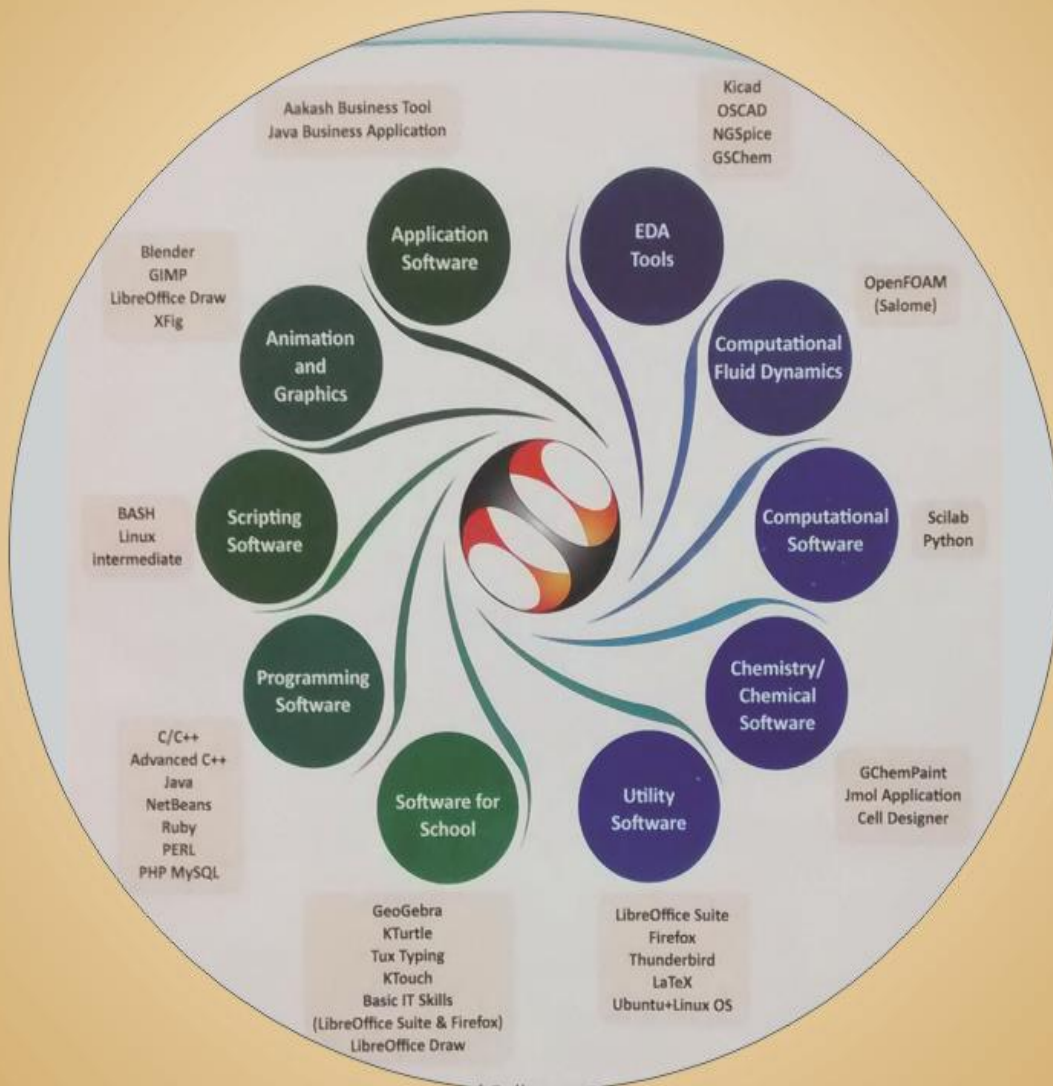 Aakash Business Tool
Java Business Application
Kicad
OSCAD
NGSpice
GSChem
Application
Software
EDA
Tools
Blender
GIMP
LibreOffice Draw
XFig
OpenFOAM
(Salome)
Animation
and
Graphics
Computational
Fluid Dynamics
BASH
Linux
intermediate
Scripting
Software
Computational
Software
Scilab
Python
Programming
Software
Chemistry/
Chemical
Software
C/C++
Advanced C++
Java
NetBeans
Ruby
PERL
PHP MySQL
Software for
School
Utility
Software
GChemPaint
Jmol Application
Cell Designer
GeoGebra
KTurtle
Tux Typing
KTouch
Basic IT Skills
(LibreOffice Suite & Firefox)
LibreOffice Draw
LibreOffice Suite
Firefox
Thunderbird
LaTeX
Ubuntu+Linux OS